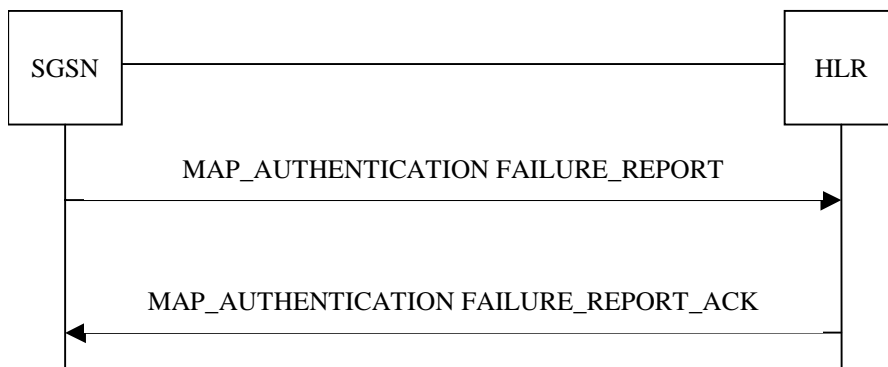 SGSN
HLR
MAP_AUTHENTICATION FAILURE_REPORT
MAP_AUTHENTICATION FAILURE_REPORT_ACK